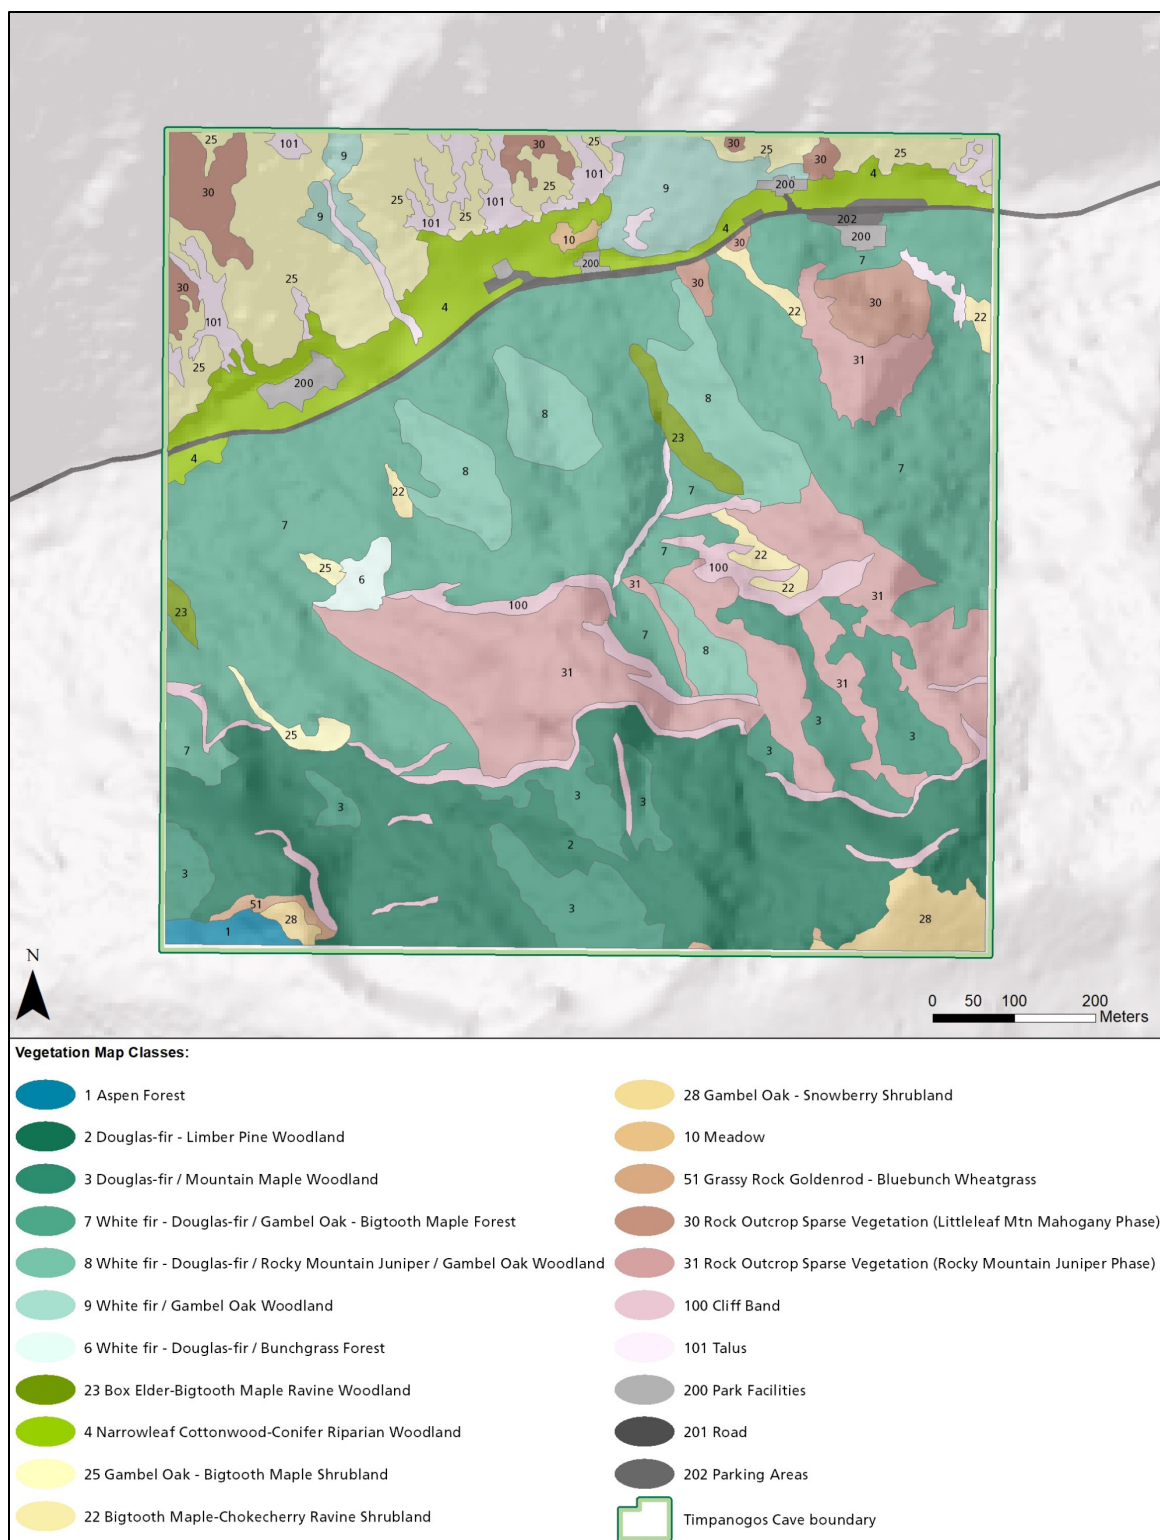 25 101 9 30 25 30 25 30 25
30 9 25 101 25 101 25 101 9 200 4
10 4 30 202 200
25 200 7
30 101 4 30 22 30 22
25 200 31
8 8
4 23 7
8
22 7
7
7 22
25 6 100 22
23 100 31 31
7 8
31 31
3 3
25
7 3
3 3 3
2
3
51 28 3 28
1
N
0 50 100 200
Meters
Vegetation Map Classes:
1 Aspen Forest
2 Douglas-fir - Limber Pine Woodland
3 Douglas-fir / Mountain Maple Woodland
7 White fir - Douglas-fir / Gambel Oak - Bigtooth Maple Forest
8 White fir - Douglas-fir / Rocky Mountain Juniper / Gambel Oak Woodland
9 White fir / Gambel Oak Woodland
6 White fir - Douglas-fir / Bunchgrass Forest
23 Box Elder-Bigtooth Maple Ravine Woodland
4 Narrowleaf Cottonwood-Conifer Riparian Woodland
25 Gambel Oak - Bigtooth Maple Shrubland
22 Bigtooth Maple-Chokecherry Ravine Shrubland
28 Gambel Oak - Snowberry Shrubland
10 Meadow
51 Grassy Rock Goldenrod - Bluebunch Wheatgrass
30 Rock Outcrop Sparse Vegetation (Littleleaf Mtn Mahogany Phase)
31 Rock Outcrop Sparse Vegetation (Rocky Mountain Juniper Phase)
100 Cliff Band
101 Talus
200 Park Facilities
201 Road
202 Parking Areas
Timpanogos Cave boundary